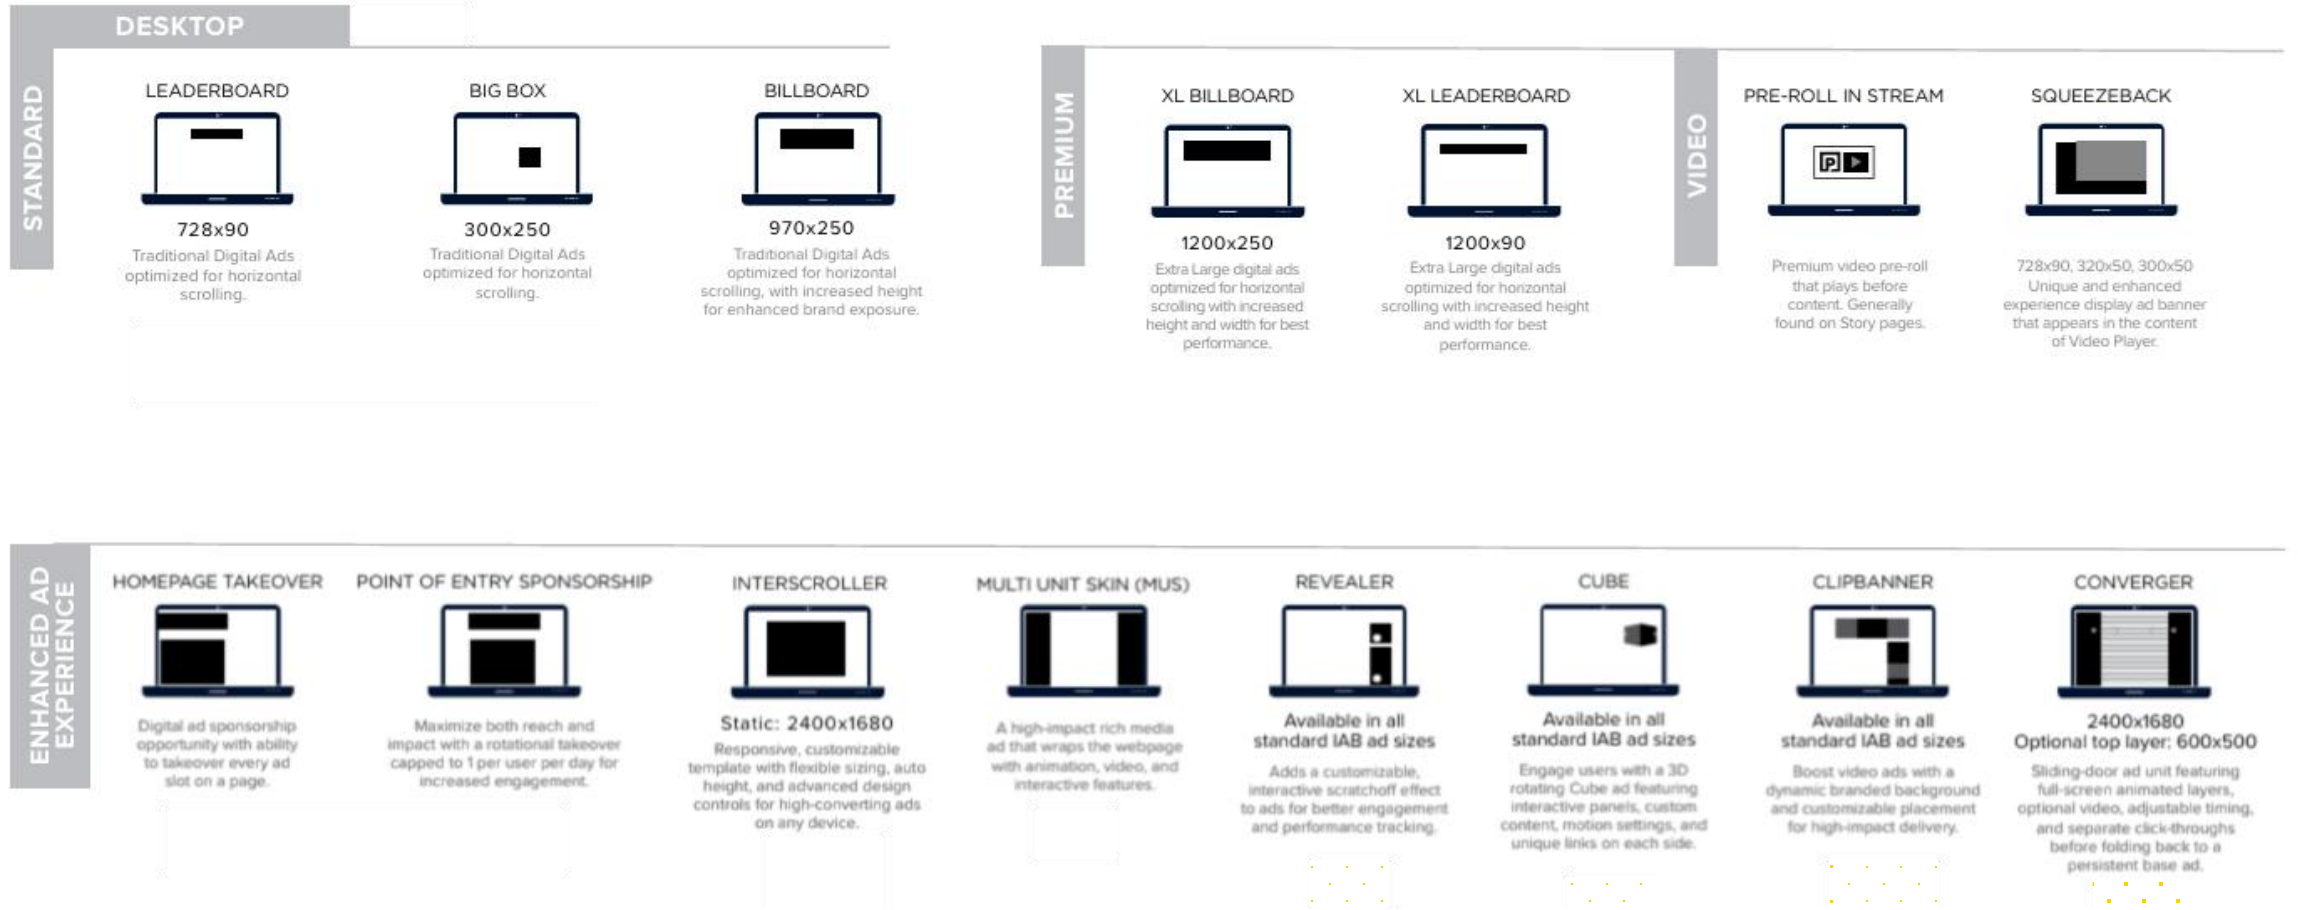 DESKTOP
STANDARD
LEADERBOARD
728x90
Traditional Digital Ads
optimized for horizontal
scrolling.
BIG BOX
300x250
Traditional Digital Ads
optimized for horizontal
scrolling.
BILLBOARD
970x250
Traditional Digital Ads
optimized for horizontal
scrolling, with increased height
for enhanced brand exposure.
PREMIUM
XL BILLBOARD
1200x250
Extra Large digital ads
optimized for horizontal
scrolling with increased
height and width for best
performance.
XL LEADERBOARD
1200x90
Extra Large digital ads
optimized for horizontal
scrolling with increased height
and width for best
performance.
VIDEO
PRE-ROLL IN STREAM
P
Premium video pre-roll
that plays before
content. Generally
found on Story pages.
SQUEEZEBACK
728x90, 320x50, 300x50
Unique and enhanced
experience display ad banner
that appears in the content
of Video Player.
ENHANCED AD
EXPERIENCE
HOMEPAGE TAKEOVER
Digital ad sponsorship
opportunity with ability
to takeover every ad
slot on a page.
POINT OF ENTRY SPONSORSHIP
Maximize both reach and
impact with a rotational takeover
capped to 1 per user per day for
increased engagement.
INTERSCROLLER
Static: 2400x1680
Responsive, customizable
template with flexible sizing, auto
height, and advanced design
controls for high-converting ads
on any device.
MULTI UNIT SKIN (MUS)
A high-impact rich media
ad that wraps the webpage
with animation, video, and
interactive features.
REVEALER
Available in all
standard IAB ad sizes
Adds a customizable,
interactive scratchoff effect
to ads for better engagement
and performance tracking.
CUBE
Available in all
standard IAB ad sizes
Engage users with a 3D
rotating Cube ad featuring
interactive panels, custom
content, motion settings, and
unique links on each side.
CLIPBANNER
Available in all
standard IAB ad sizes
Boost video ads with a
dynamic branded background
and customizable placement
for high-impact delivery.
CONVERGER
2400x1680
Optional top layer: 600x500
Sliding-door ad unit featuring
full-screen animated layers,
optional video, adjustable timing,
and separate click-throughs
before folding back to a
persistent base ad.